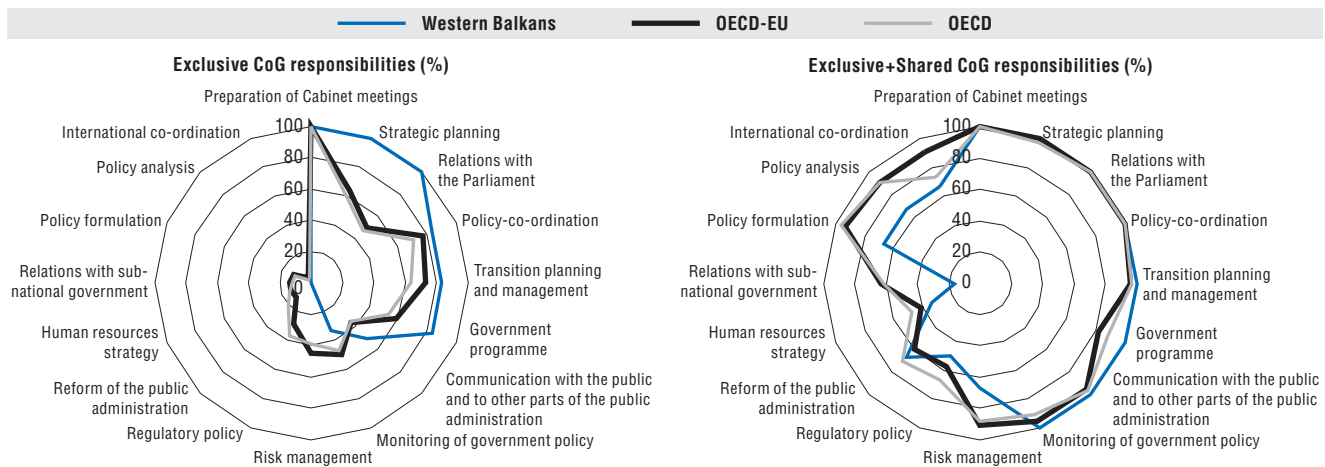 Western Balkans OECD-EU OECD
Exclusive CoG responsibilities (%)
Preparation of Cabinet meetings
International co-ordination
Strategic planning
Policy analysis
Relations with
the Parliament
Policy formulation
Policy-co-ordination
Relations with sub-
national government
Transition planning
and management
Human resources
strategy
Government
programme
Reform of the public
administration
Communication with the public
and to other parts of the public
administration
Regulatory policy
Monitoring of government policy
Risk management
100
80
60
40
20
0
Exclusive+Shared CoG responsibilities (%)
Preparation of Cabinet meetings
International co-ordination
Strategic planning
Policy analysis
Relations with
the Parliament
Policy formulation
Policy-co-ordination
Relations with sub-
national government
Transition planning
and management
Human resources
strategy
Government
programme
Reform of the public
administration
Communication with the public
and to other parts of the public
administration
Regulatory policy
Monitoring of government policy
Risk management
100
80
60
40
20
0